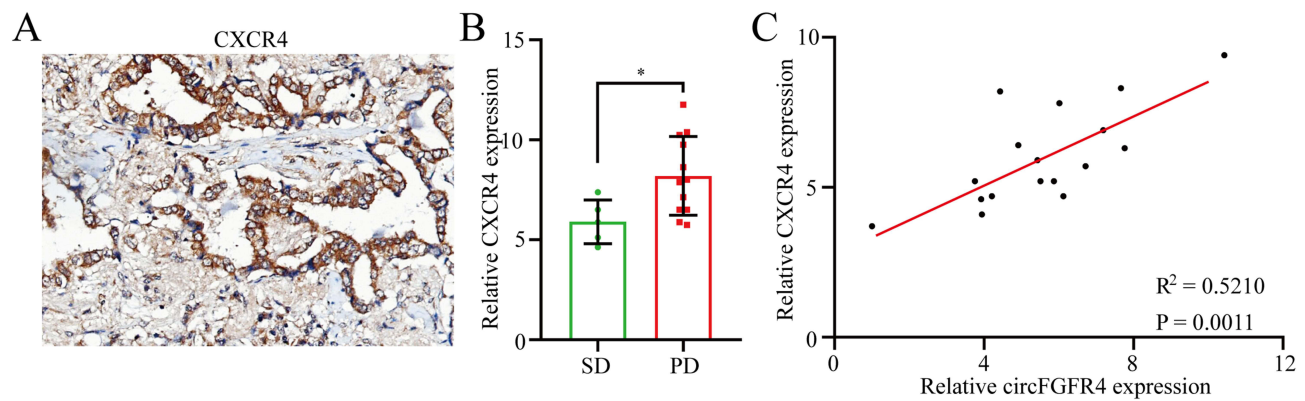 A
CXCR4
B
Relative CXCR4 expression
15
10
5
0
*
SD
PD
C
Relative CXCR4 expression
10
5
0
0
4
8
12
R² = 0.5210
P = 0.0011
Relative circFGFR4 expression